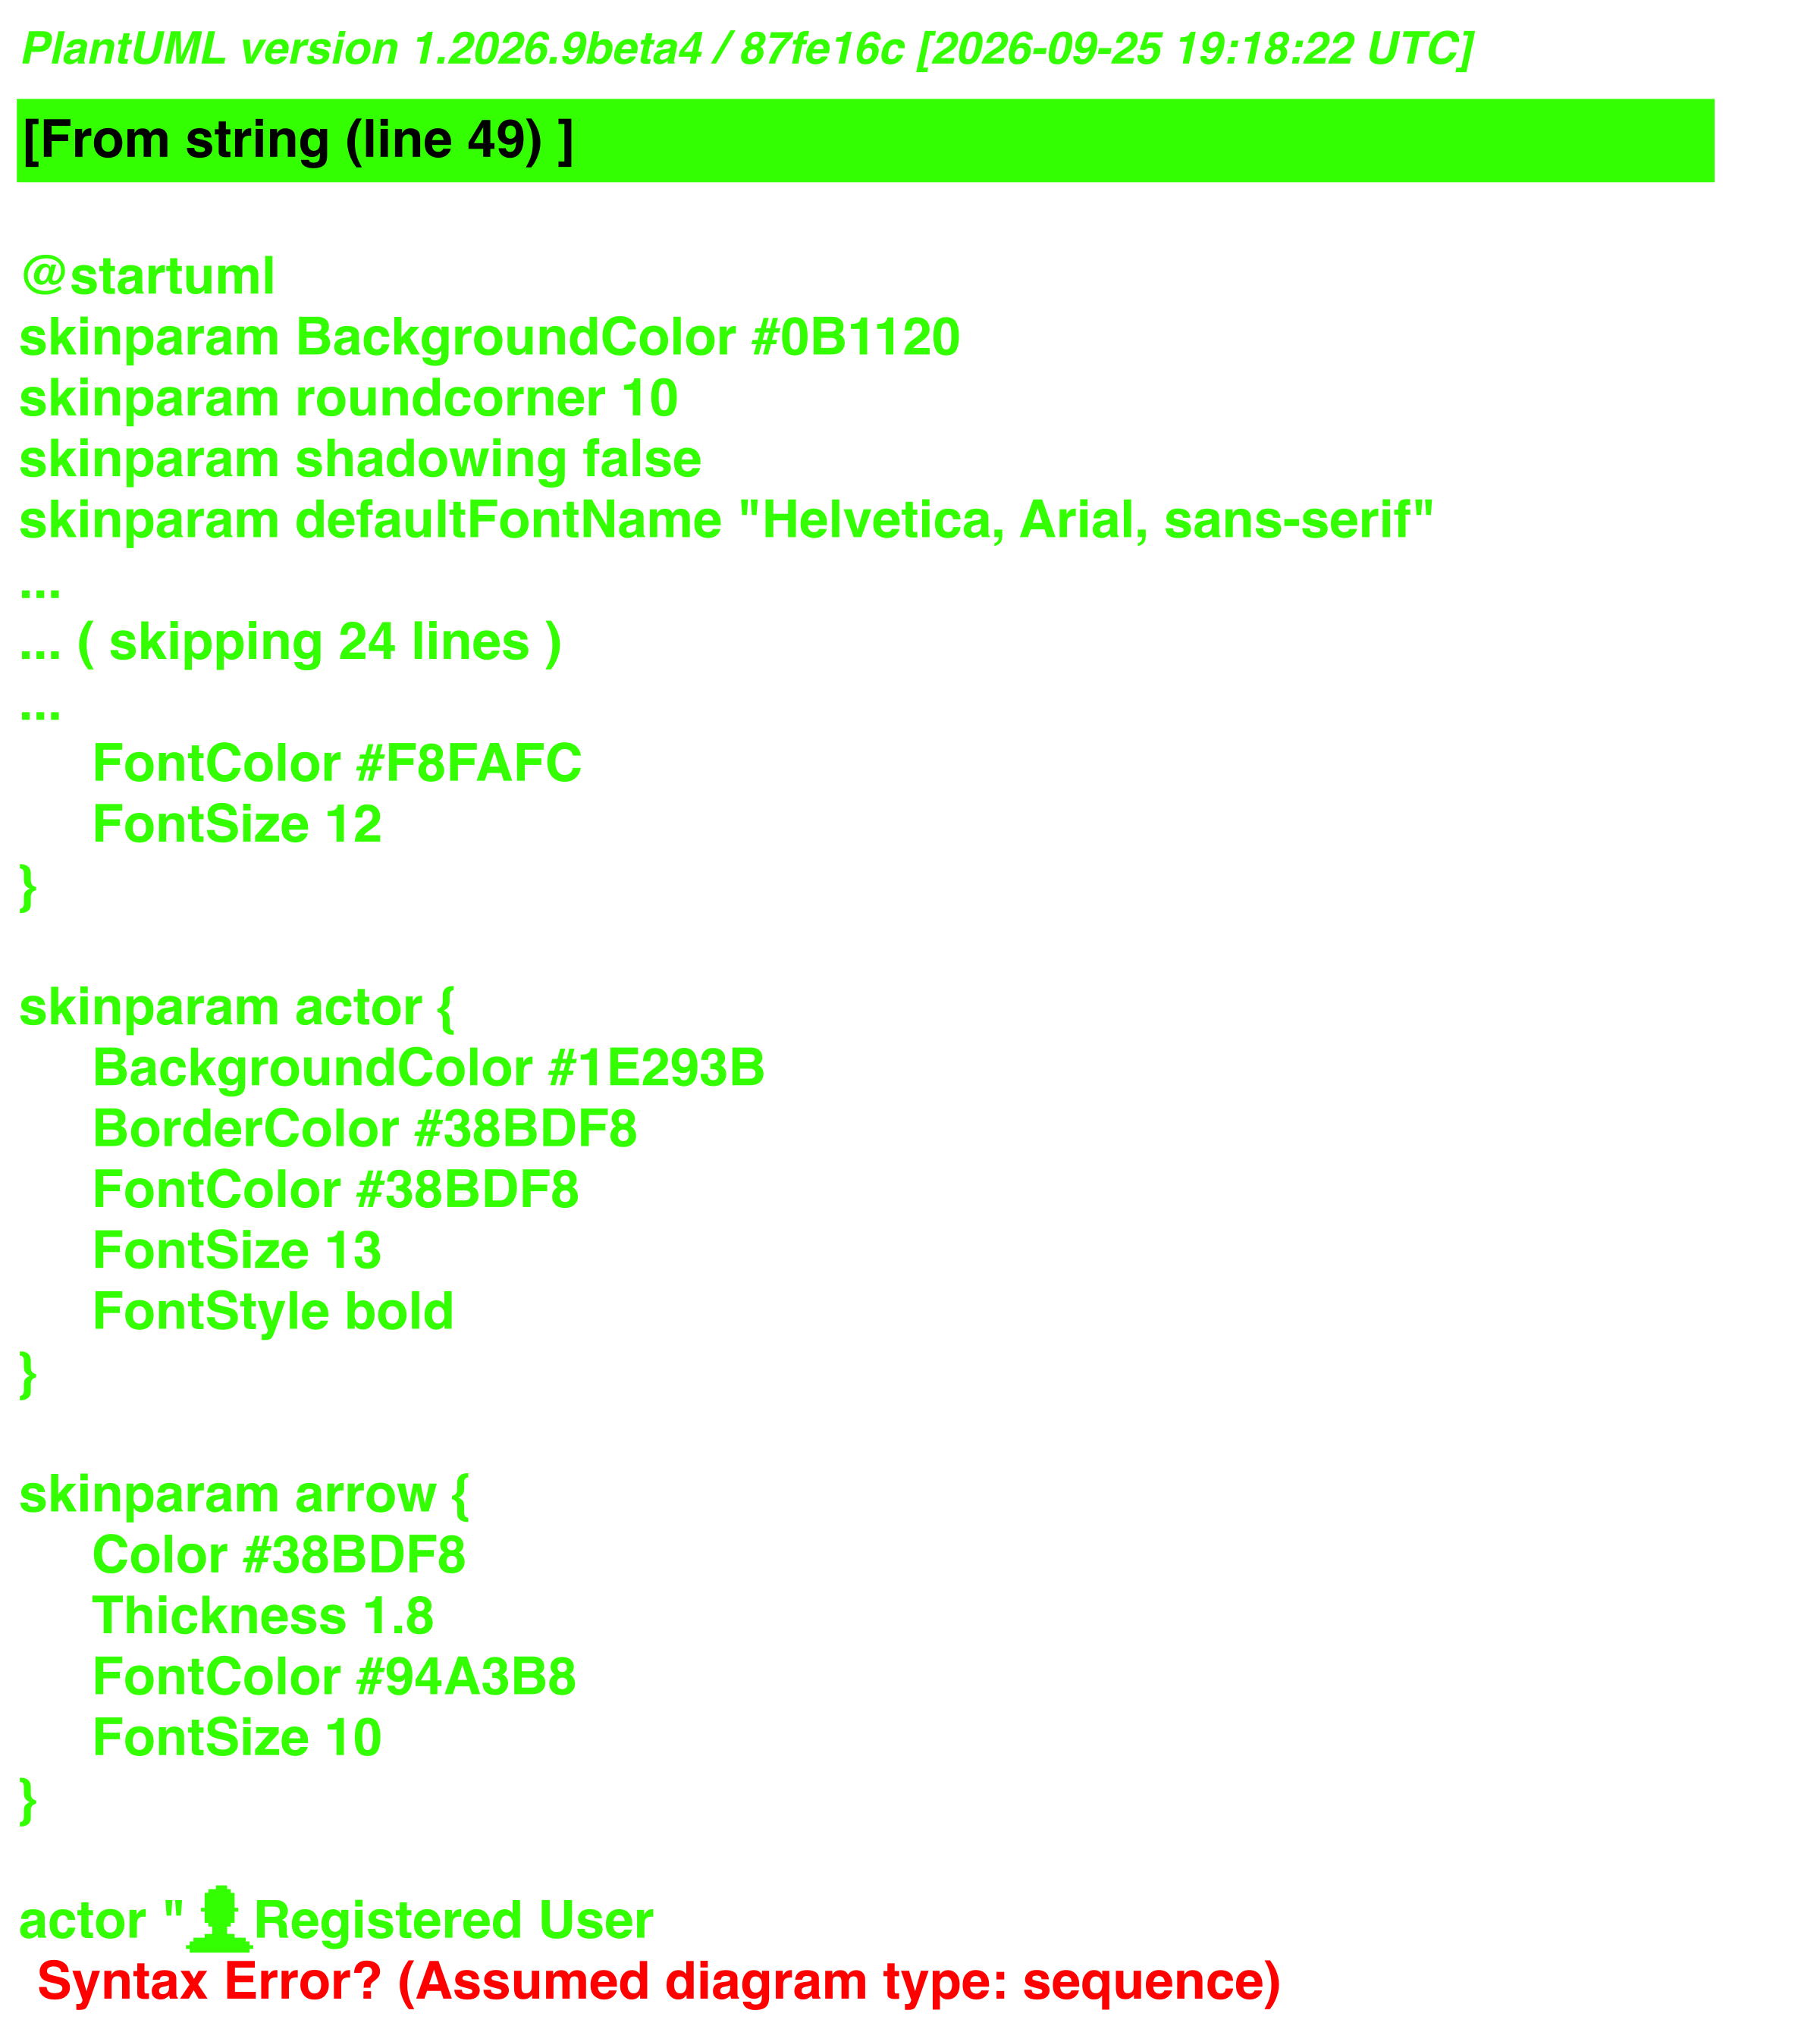 PlantUML version 1.2026.9beta4 / 87fe16c [2026-09-25 19:18:22 UTC]
[From string (line 49) ]
@startuml
skinparam BackgroundColor #0B1120
skinparam roundcorner 10
skinparam shadowing false
skinparam defaultFontName "Helvetica, Arial, sans-serif"
...
... ( skipping 24 lines )
...
FontColor #F8FAFC
FontSize 12
}
skinparam actor {
BackgroundColor #1E293B
BorderColor #38BDF8
FontColor #38BDF8
FontSize 13
FontStyle bold
}
skinparam arrow {
Color #38BDF8
Thickness 1.8
FontColor #94A3B8
FontSize 10
}
actor "👤Registered User
Syntax Error? (Assumed diagram type: sequence)